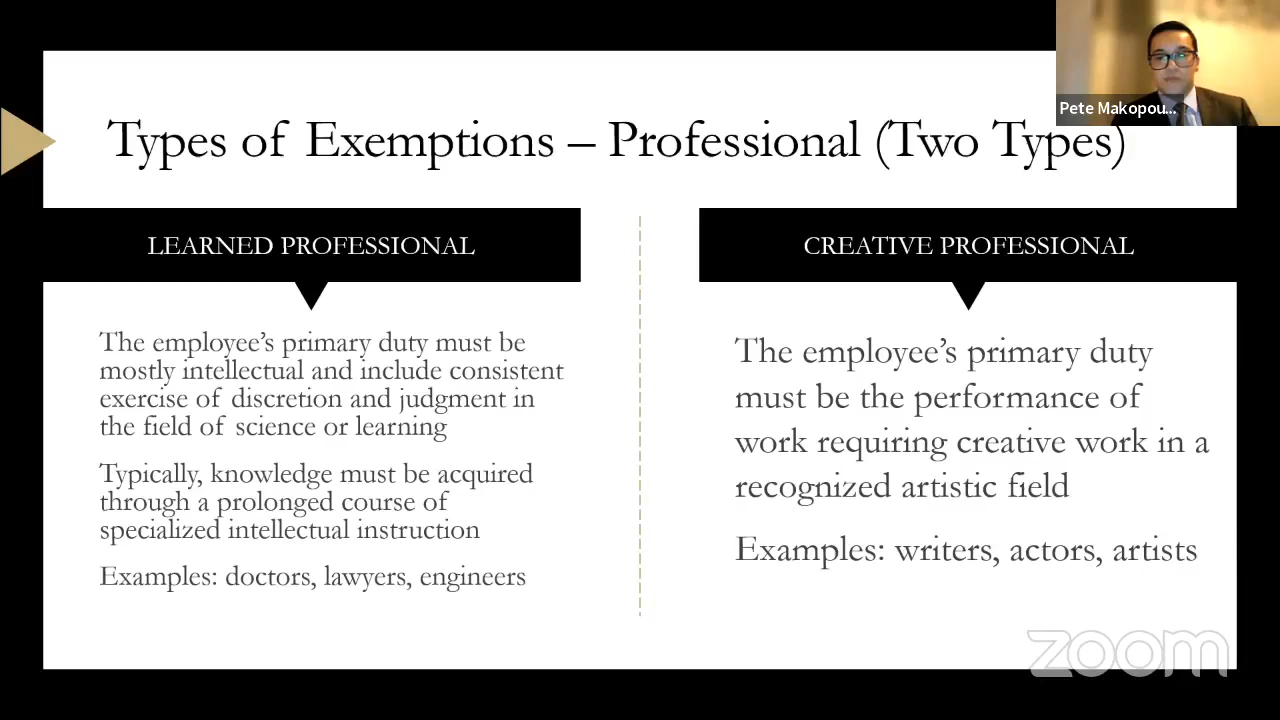 Pete Makopou...
Types of Exemptions – Professional (Two Types)
LEARNED PROFESSIONAL
The employee’s primary duty must be
mostly intellectual and include consistent
exercise of discretion and judgment in
the field of science or learning
Typically, knowledge must be acquired
through a prolonged course of
specialized intellectual instruction
Examples: doctors, lawyers, engineers
CREATIVE PROFESSIONAL
The employee’s primary duty
must be the performance of
work requiring creative work in a
recognized artistic field
Examples: writers, actors, artists
zoom